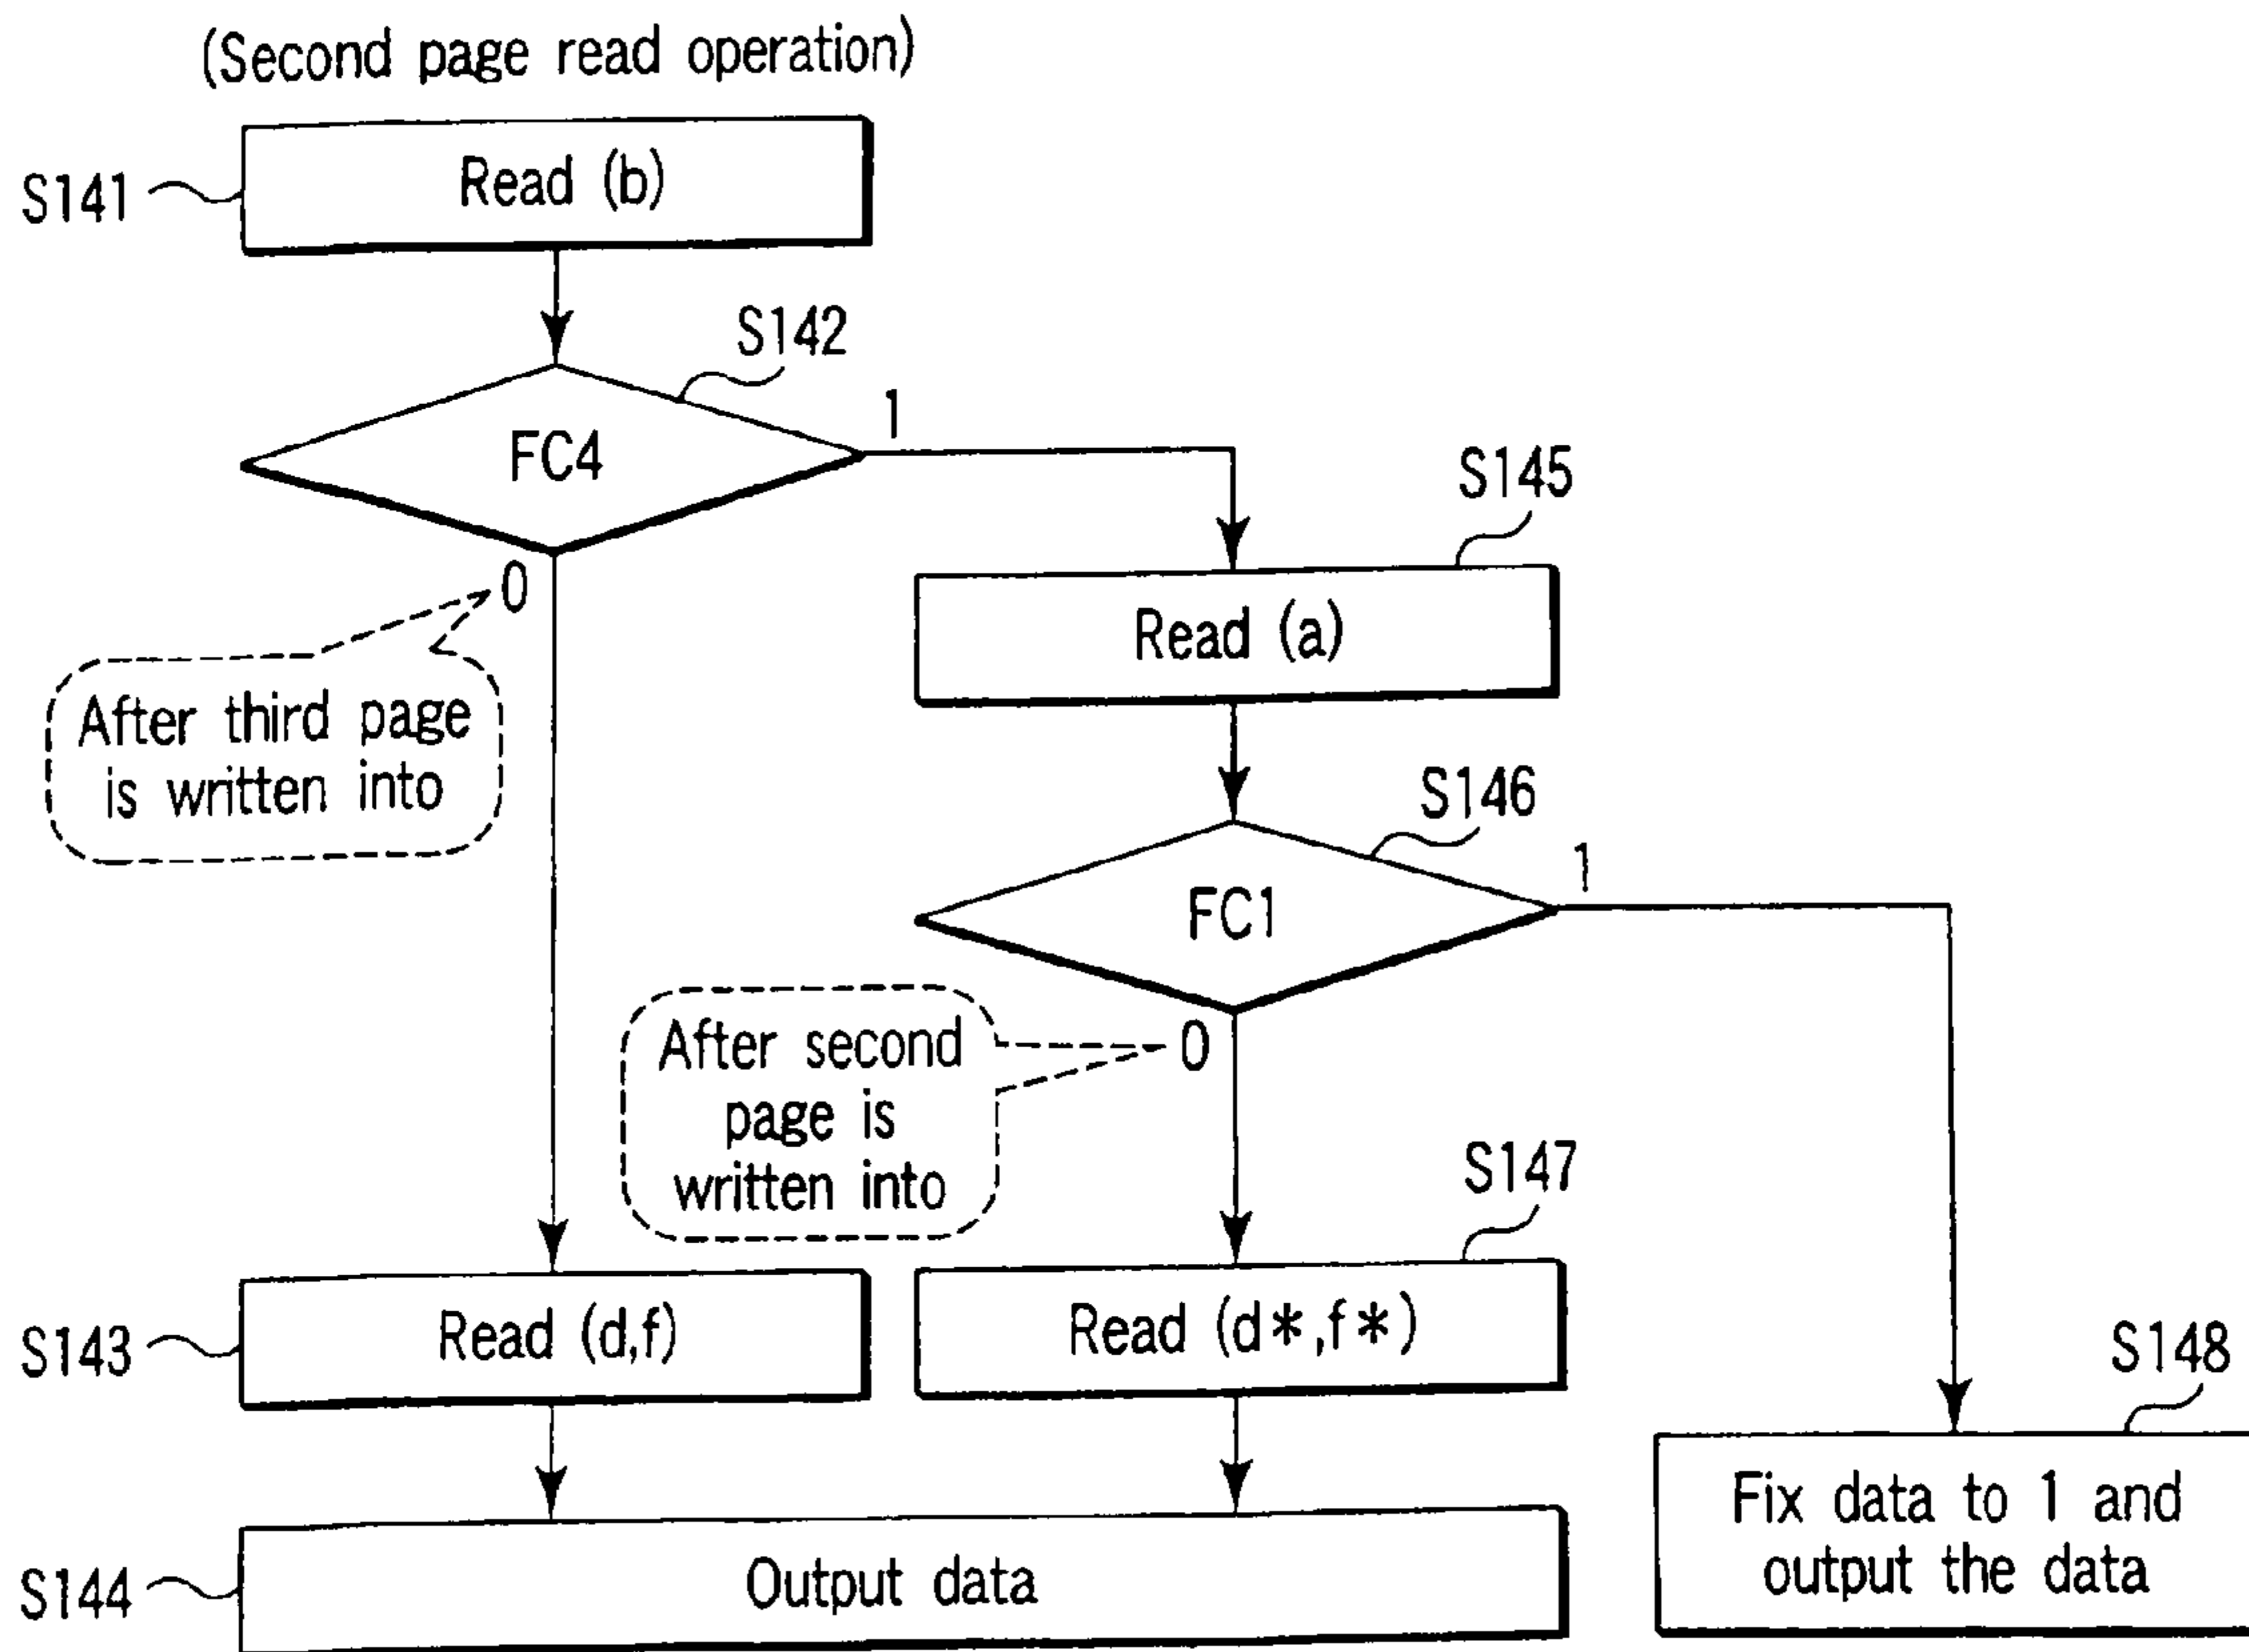 (Second page read operation)
S141
Read (b)
S142
FC4
1
0
After third page
is written into
S145
Read (a)
S146
FC1
1
0
After second
page is
written into
S143
Read (d,f)
S147
Read (d*,f*)
S144
Output data
S148
Fix data to 1 and
output the data